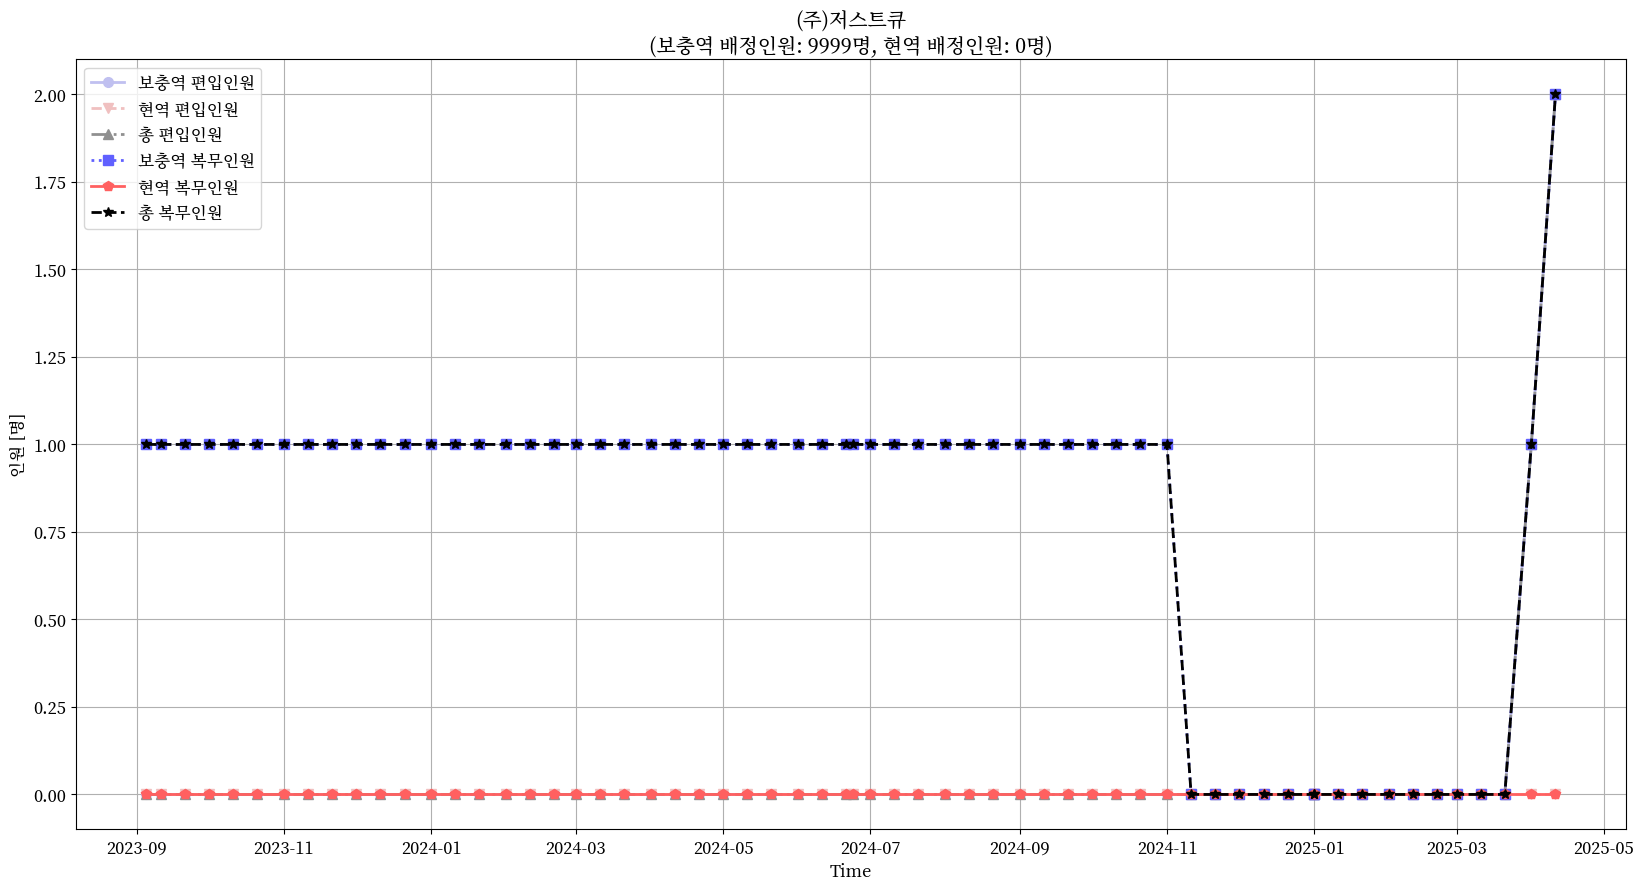 (주)저스트큐
(보충역 배정인원: 9999명, 현역 배정인원: 0명)
보충역 편입인원
현역 편입인원
총 편입인원
보충역 복무인원
현역 복무인원
총 복무인원
2.00
1.75
1.50
1.25
1.00
0.75
0.50
0.25
0.00
인원 [명]
2023-09
2023-11
2024-01
2024-03
2024-05
2024-07
2024-09
2024-11
2025-01
2025-03
2025-05
Time